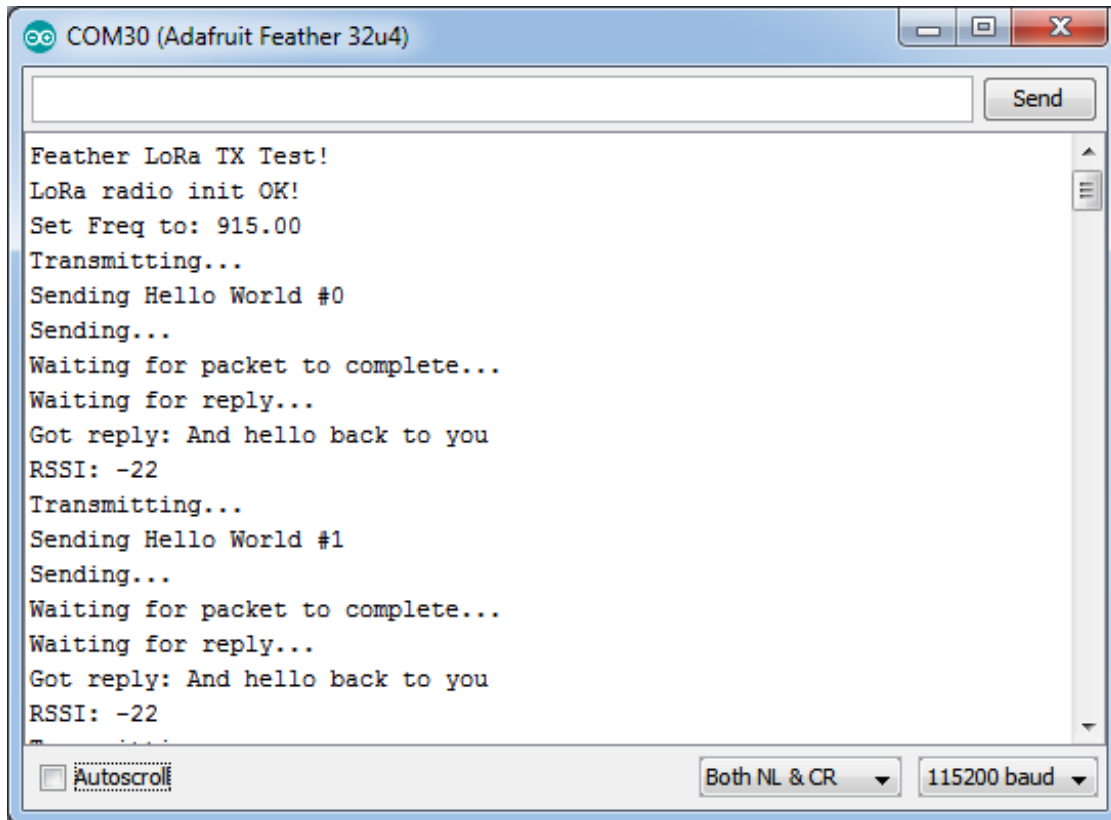 COM30 (Adafruit Feather 32u4)
Send
Feather LoRa TX Test!
LoRa radio init OK!
Set Freq to: 915.00
Transmitting...
Sending Hello World #0
Sending...
Waiting for packet to complete...
Waiting for reply...
Got reply: And hello back to you
RSSI: -22
Transmitting...
Sending Hello World #1
Sending...
Waiting for packet to complete...
Waiting for reply...
Got reply: And hello back to you
RSSI: -22
Autoscroll
Both NL & CR
115200 baud